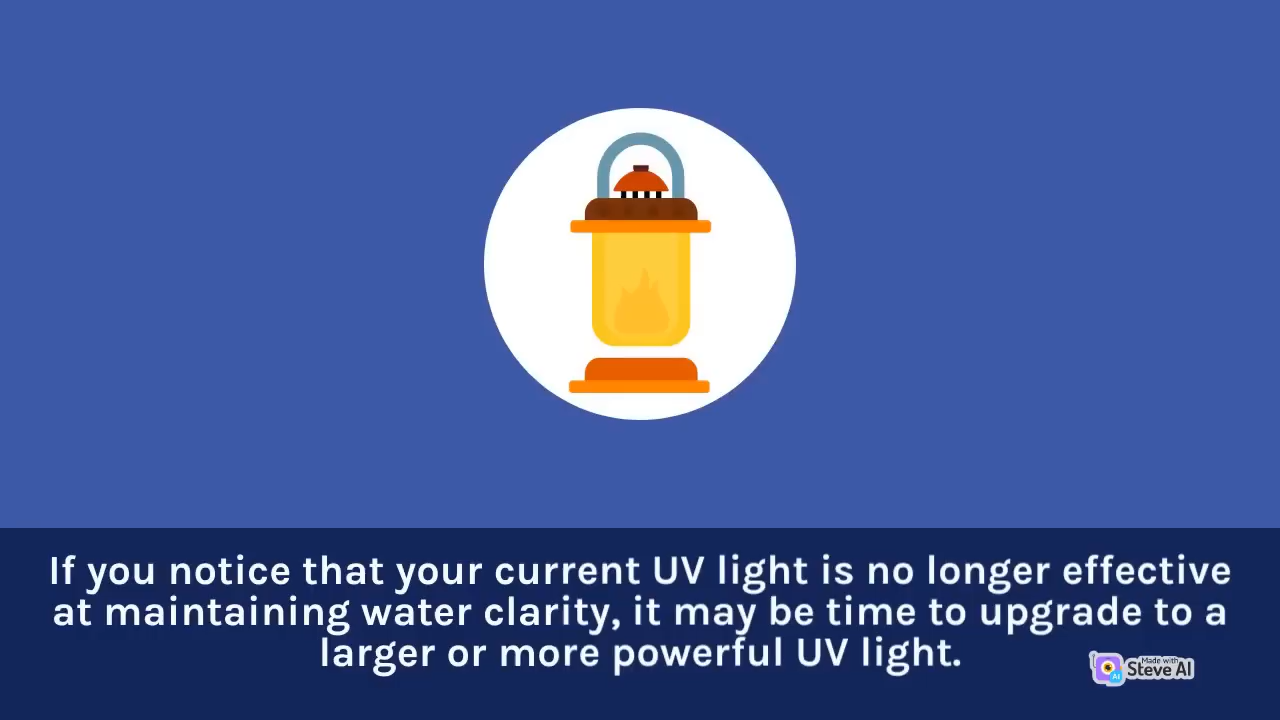 If you notice that your current UV light is no longer effective
at maintaining water clarity, it may be time to upgrade to a
larger or more powerful UV light.
Made with
Steve AI
AI